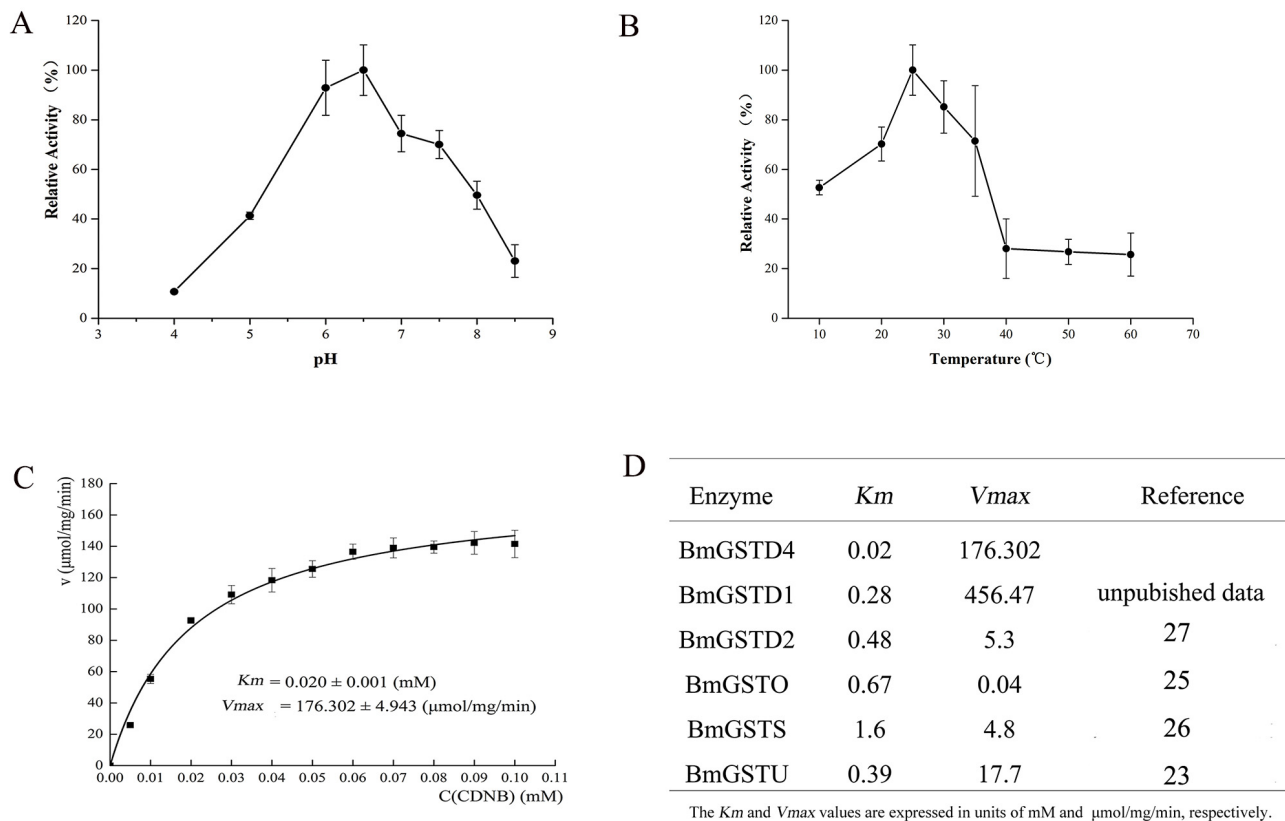 A
Relative Activity (%)
120
100
80
60
40
20
0
3 4 5 6 7 8 9
pH
B
Relative Activity (%)
120
100
80
60
40
20
0
10 20 30 40 50 60 70
Temperature (℃)
C
v (μmol/mg/min)
180
160
140
120
100
80
60
40
20
0
Km = 0.020 ± 0.001 (mM)
Vmax = 176.302 ± 4.943 (μmol/mg/min)
0.00 0.01 0.02 0.03 0.04 0.05 0.06 0.07 0.08 0.09 0.10 0.11
C(CDNB) (mM)
D
Enzyme Km Vmax Reference
BmGSTD4 0.02 176.302
BmGSTD1 0.28 456.47 unpubished data
BmGSTD2 0.48 5.3 27
BmGSTO 0.67 0.04 25
BmGSTS 1.6 4.8 26
BmGSTU 0.39 17.7 23
The Km and Vmax values are expressed in units of mM and μmol/mg/min, respectively.